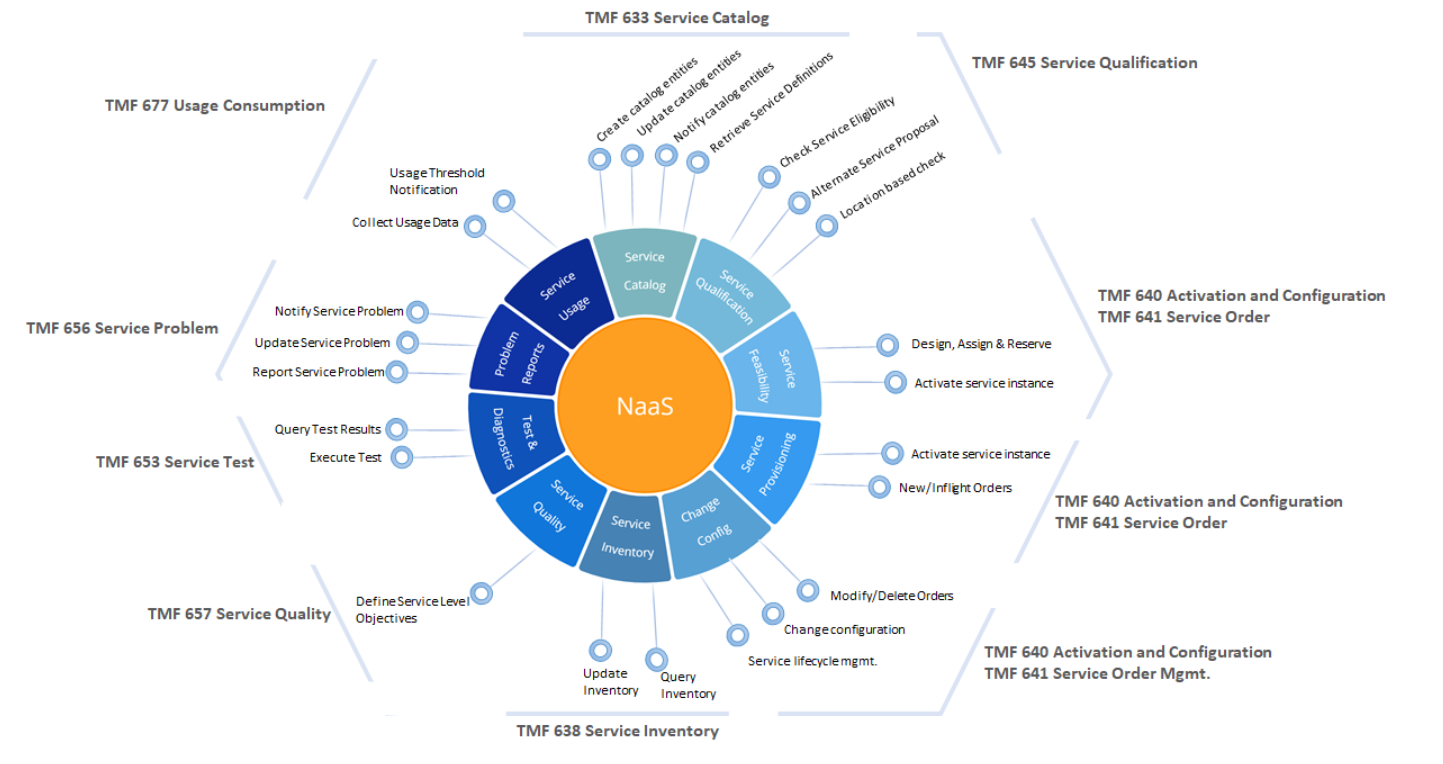 TMF 633 Service Catalog
TMF 645 Service Qualification
TMF 677 Usage Consumption
Create catalog entities
Update catalog entities
Notify catalog entities
Retrieve Service Definitions
Check Service Eligibility
Alternate Service Proposal
Location based check
Usage Threshold
Notification
Collect Usage Data
Service
Catalog
Service
Qualification
Service
Usage
TMF 640 Activation and Configuration
TMF 641 Service Order
TMF 656 Service Problem
Notify Service Problem
Update Service Problem
Report Service Problem
Problem
Reports
Service
Feasibility
Design, Assign & Reserve
Activate service instance
NaaS
Test &
Diagnostics
Query Test Results
Execute Test
TMF 653 Service Test
Service
Provisioning
Activate service instance
New/Inflight Orders
TMF 640 Activation and Configuration
TMF 641 Service Order
Service
Quality
Service
Inventory
Change
Config
TMF 657 Service Quality
Define Service Level
Objectives
Modify/Delete Orders
Change configuration
Service lifecycle mgmt.
TMF 640 Activation and Configuration
TMF 641 Service Order Mgmt.
Update
Inventory
Query
Inventory
TMF 638 Service Inventory